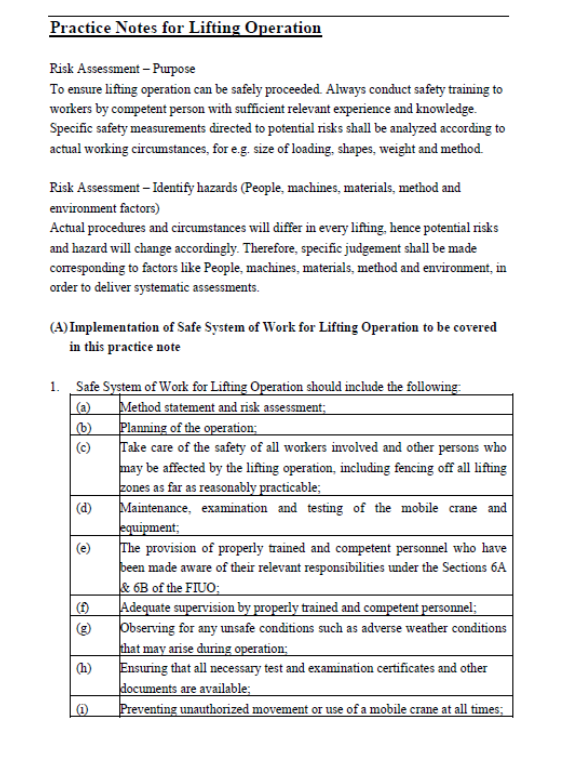 Practice Notes for Lifting Operation
Risk Assessment – Purpose
To ensure lifting operation can be safely proceeded. Always conduct safety training to
workers by competent person with sufficient relevant experience and knowledge.
Specific safety measurements directed to potential risks shall be analyzed according to
actual working circumstances, for e.g. size of loading, shapes, weight and method.
Risk Assessment – Identify hazards (People, machines, materials, method and
environment factors)
Actual procedures and circumstances will differ in every lifting, hence potential risks
and hazard will change accordingly. Therefore, specific judgement shall be made
corresponding to factors like People, machines, materials, method and environment, in
order to deliver systematic assessments.
(A) Implementation of Safe System of Work for Lifting Operation to be covered
in this practice note
1. Safe System of Work for Lifting Operation should include the following:
(a) Method statement and risk assessment;
(b) Planning of the operation;
(c) Take care of the safety of all workers involved and other persons who
may be affected by the lifting operation, including fencing off all lifting
zones as far as reasonably practicable;
(d) Maintenance, examination and testing of the mobile crane and
equipment;
(e) The provision of properly trained and competent personnel who have
been made aware of their relevant responsibilities under the Sections 6A
& 6B of the FIUO;
(f) Adequate supervision by properly trained and competent personnel;
(g) Observing for any unsafe conditions such as adverse weather conditions
that may arise during operation;
(h) Ensuring that all necessary test and examination certificates and other
documents are available;
(i) Preventing unauthorized movement or use of a mobile crane at all times;